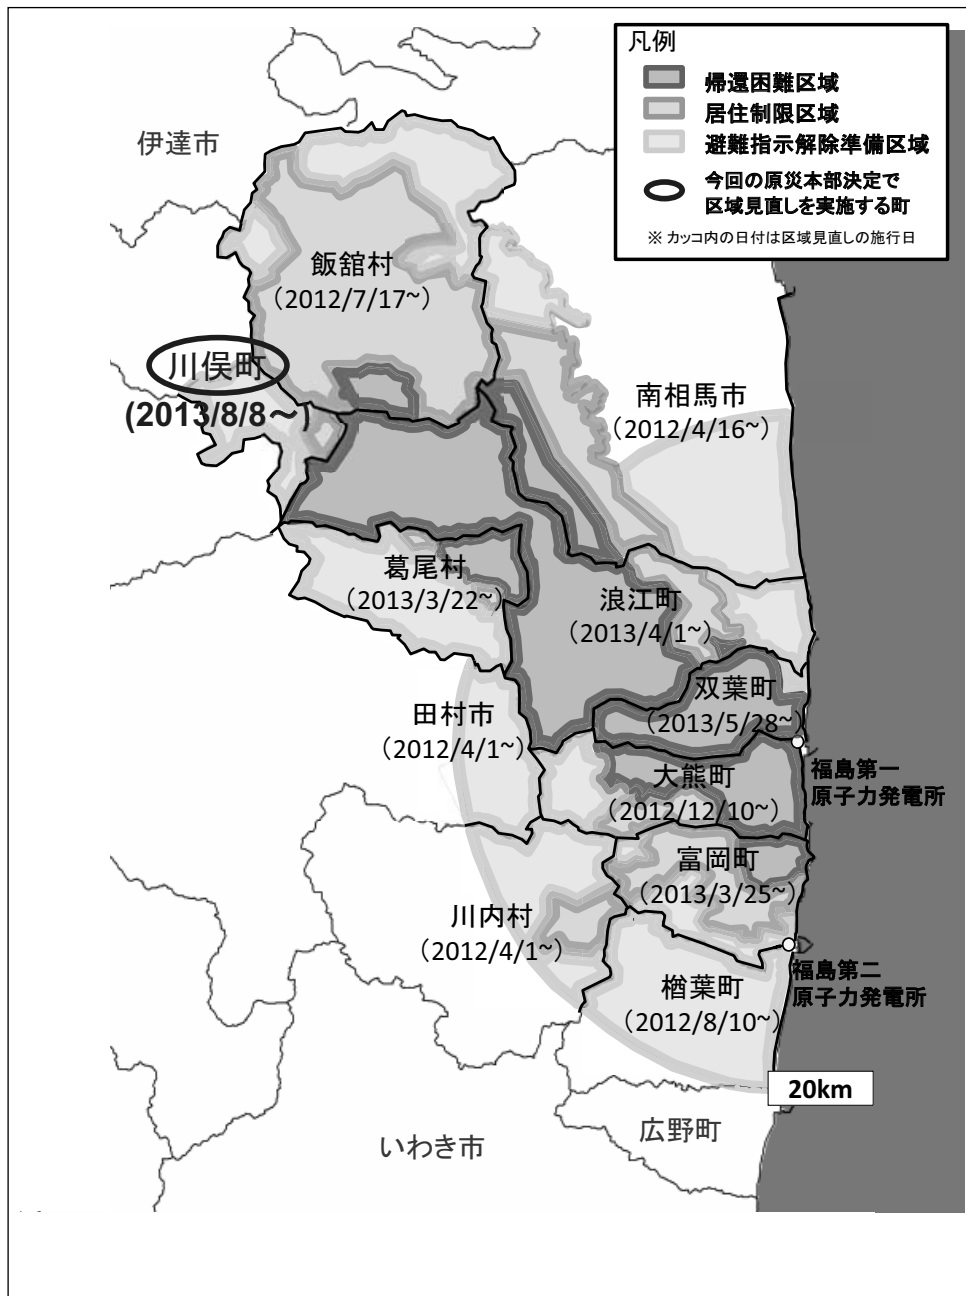 凡例
帰還困難区域
居住制限区域
避難指示解除準備区域
今回の原災本部決定で
区域見直しを実施する町
※ カッコ内の日付は区域見直しの施行日
伊達市
飯舘村
（2012/7/17~）
川俣町
(2013/8/8～)
南相馬市
（2012/4/16~）
葛尾村
（2013/3/22~）
浪江町
（2013/4/1~）
双葉町
（2013/5/28~）
田村市
（2012/4/1~）
大熊町
（2012/12/10~）
福島第一
原子力発電所
富岡町
（2013/3/25~）
川内村
（2012/4/1~）
福島第二
原子力発電所
楢葉町
（2012/8/10~）
20km
広野町
いわき市